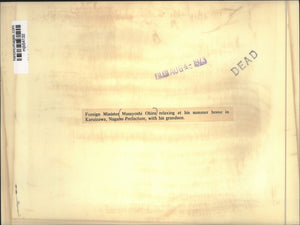 DEAD
Foreign Minister Masayoshi Ohira relaxing at his summer home in
Karuizawa, Nagano Prefecture, with his grandson.